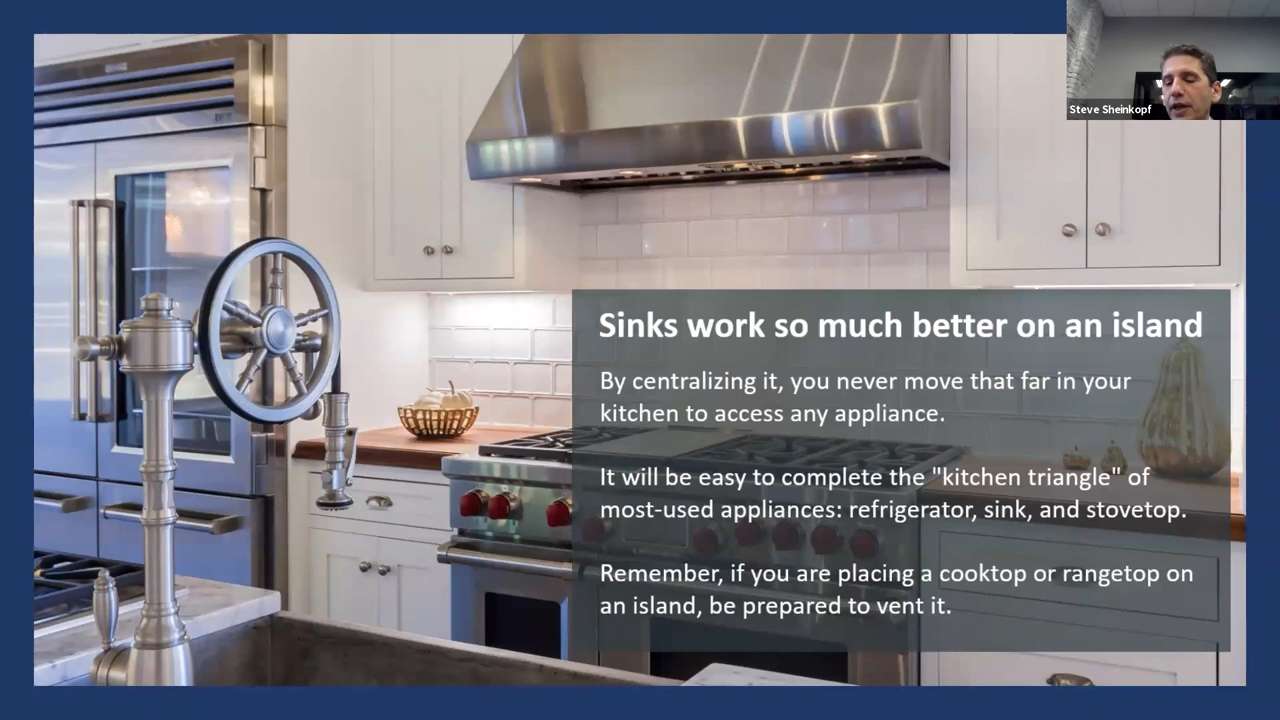 Steve Sheinkopf
Sinks work so much better on an island
By centralizing it, you never move that far in your
kitchen to access any appliance.
It will be easy to complete the "kitchen triangle" of
most-used appliances: refrigerator, sink, and stovetop.
Remember, if you are placing a cooktop or rangetop on
an island, be prepared to vent it.